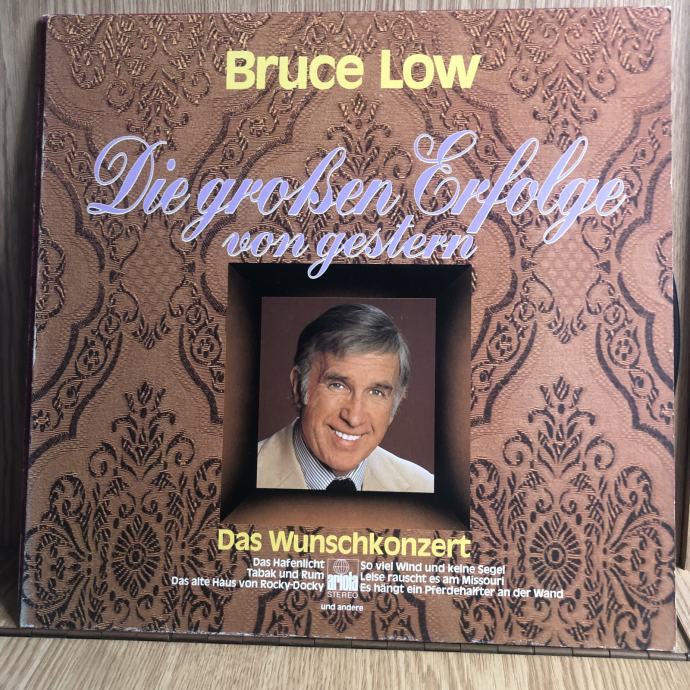 Bruce Low
Die großen Erfolge
von gestern
Das Wunschkonzert
Das Hafenlicht
Tabak und Rum
Das alte Haus von Rocky-Docky
ariola
STEREO
So viel Wind und keine Segel
Leise rauscht es am Missouri
Es hängt ein Pferdehalfter an der Wand
und andere